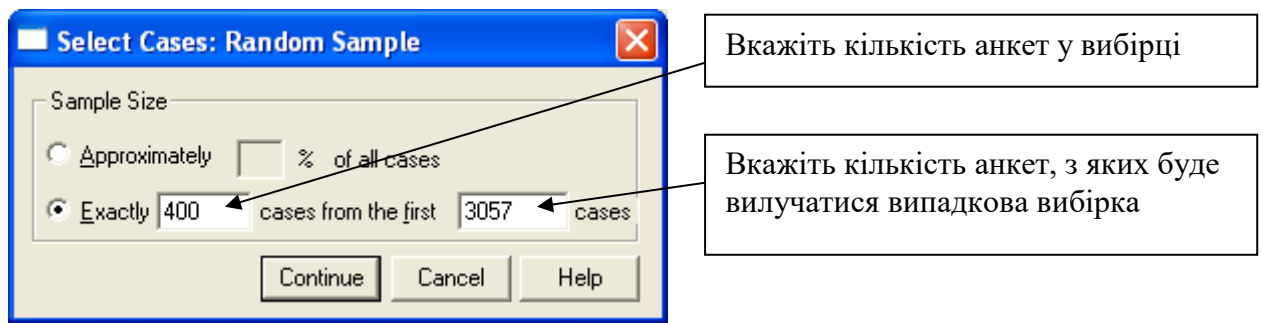 Select Cases: Random Sample
Вкажіть кількість анкет у вибірці
Sample Size
Approximately % of all cases
Вкажіть кількість анкет, з яких буде
вилучатися випадкова вибірка
Exactly 400 cases from the first 3057 cases
Continue Cancel Help